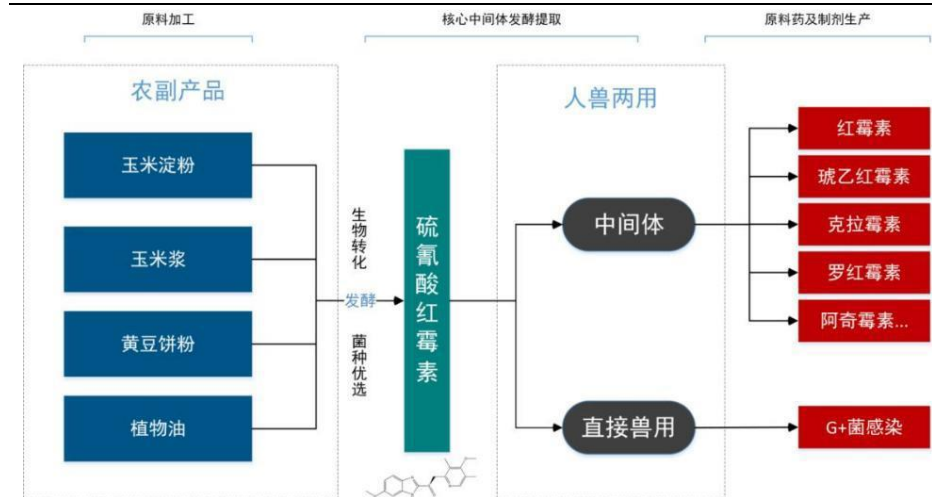 原料加工
核心中间体发酵提取
原料药及制剂生产
农副产品
玉米淀粉
玉米浆
黄豆饼粉
植物油
生物转化
发酵
菌种优选
硫氰酸红霉素
人兽两用
中间体
直接兽用
红霉素
琥乙红霉素
克拉霉素
罗红霉素
阿奇霉素...
G+菌感染